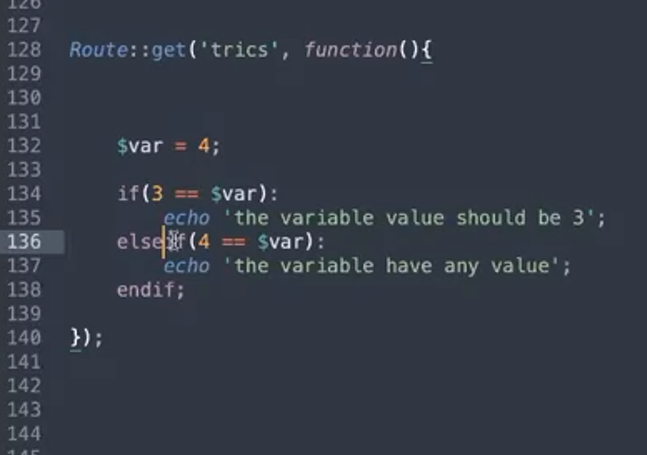 126
127
128 Route::get('trics', function(){
129
130
131
132 $var = 4;
133
134 if(3 == $var):
135 echo 'the variable value should be 3';
136 elseif(4 == $var):
137 echo 'the variable have any value';
138 endif;
139
140 });
141
142
143
144
145